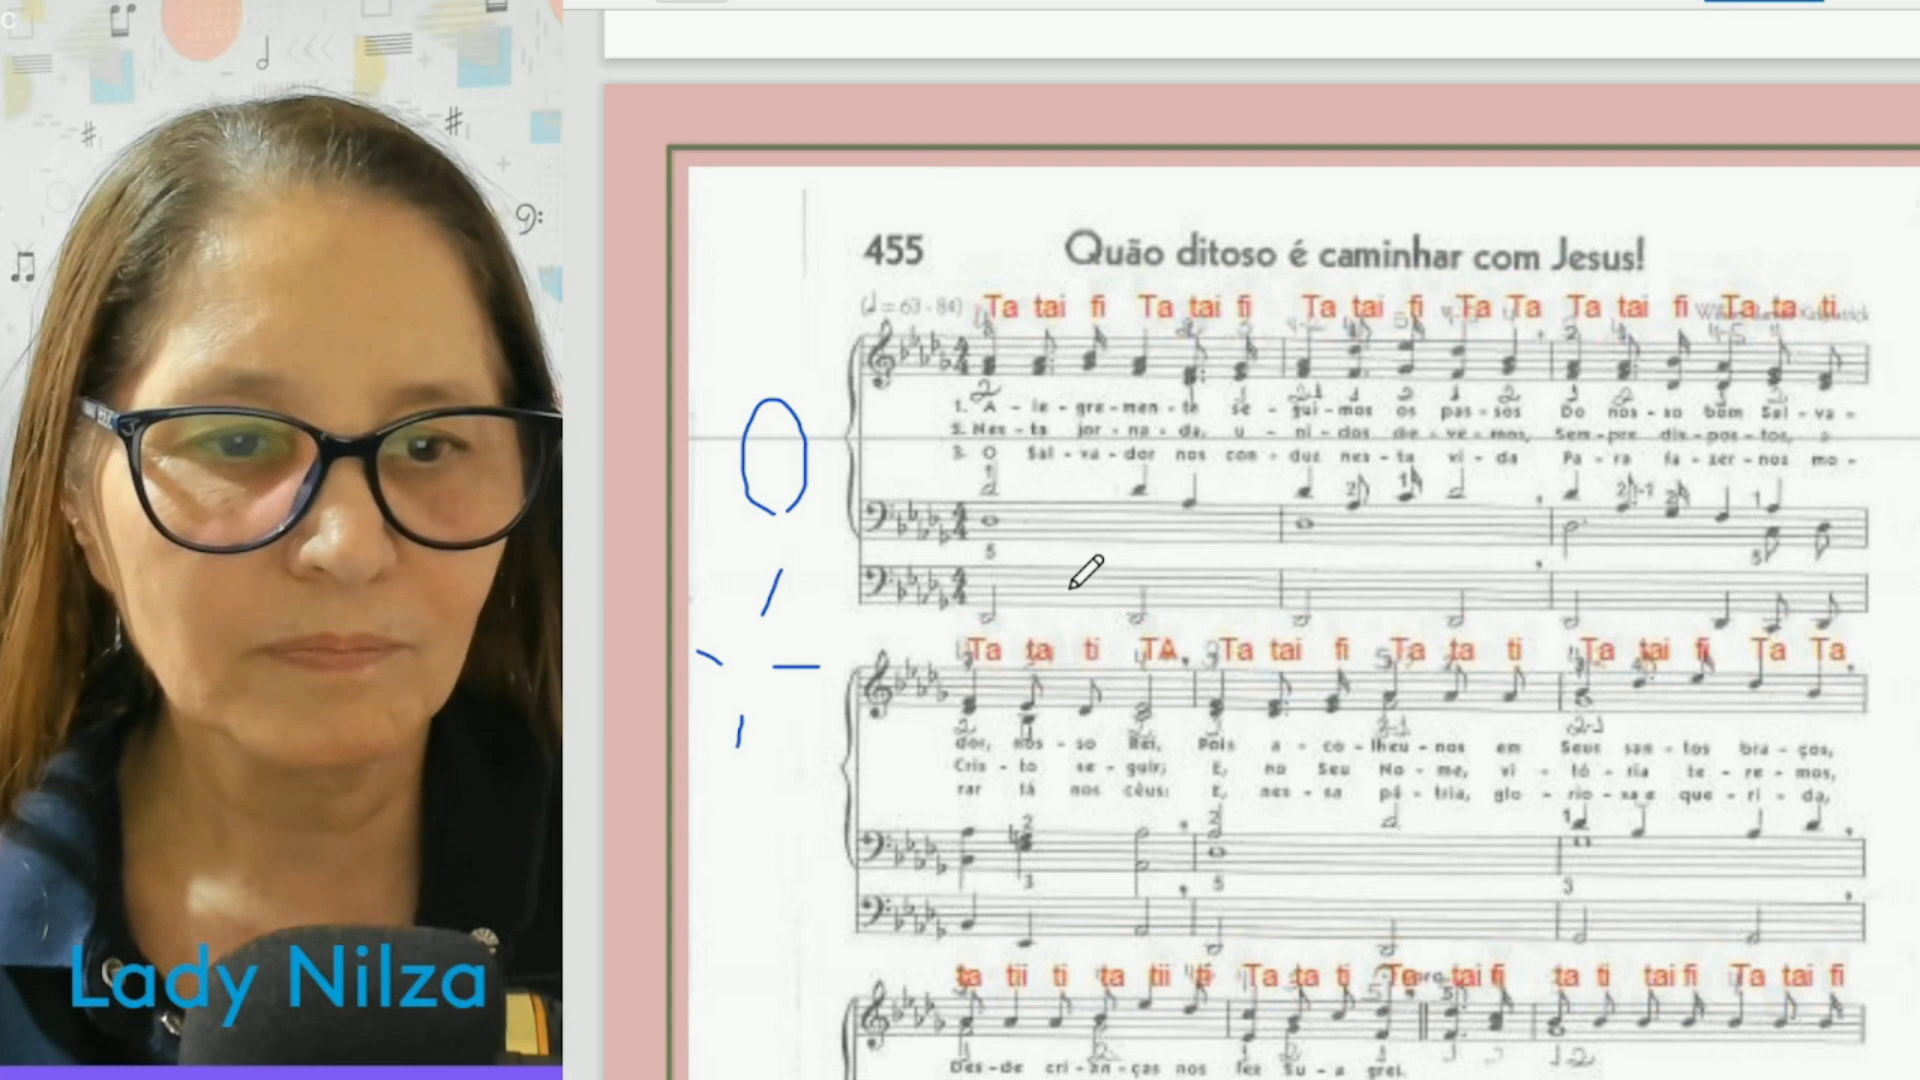 455 Quão ditoso é caminhar com Jesus!
(♩ = 63 - 84) Ta tai fi Ta tai fi Ta tai fi Ta Ta Ta tai fi Ta ta ti
1. A - le - gre - men - te se - gui - mos os pas - sos Do nos - so bom Sal - va -
2. Nes - ta jor - na - da, u - ni - dos de - ve - mos, Sem - pre dis - pos - tos, a
3. O Sal - va - dor nos con - duz nes - ta vi - da Pa - ra fa - zer - nos mo -
Ta ta ti TA Ta tai fi Ta ta ti Ta tai fi Ta Ta
dor, nos - so Rei, Pois a - co - lheu - nos em Seus san - tos bra - ços,
Cris - to se - guir; E, no Seu No - me, vi - tó - ria te - re - mos,
rar lá nos céus; E, nes - sa pá - tria, glo - rio - sa e que - ri - da,
ta tii ti ta tii ti Ta ta ti Ta tai fi ta ti tai fi Ta tai fi
Des - de cri - an - ças nos fez Su - a grei.
Lady Nilza